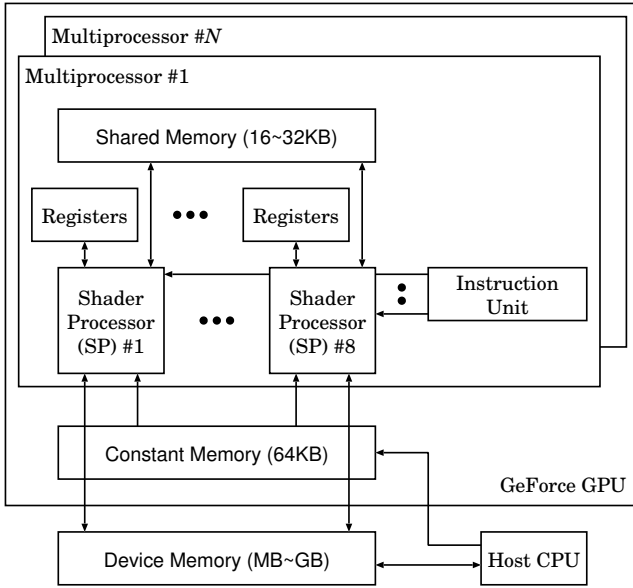 Multiprocessor #N
Multiprocessor #1
Shared Memory (16~32KB)
Registers
Registers
Shader
Processor
(SP) #1
Shader
Processor
(SP) #8
Instruction
Unit
Constant Memory (64KB)
GeForce GPU
Device Memory (MB~GB)
Host CPU